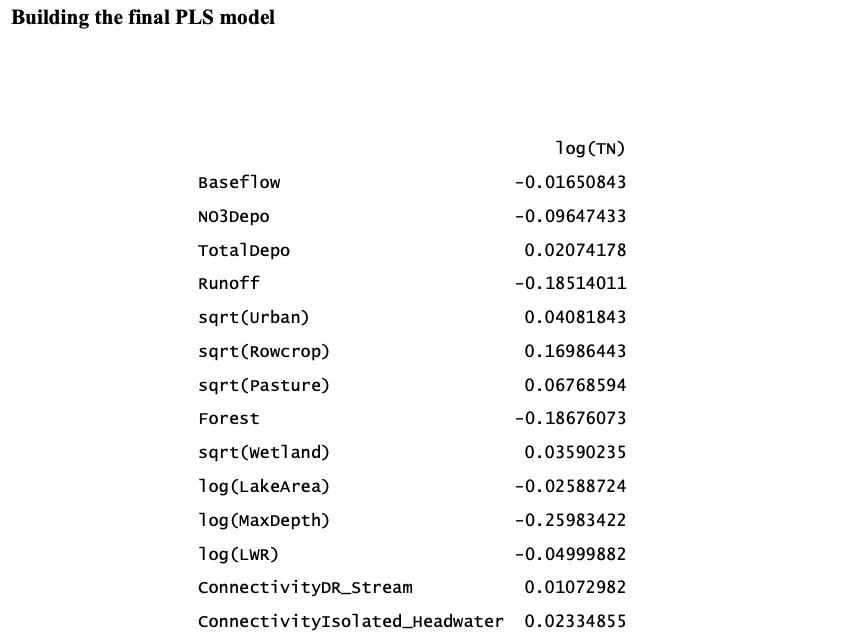 Building the final PLS model
log(TN)
Baseflow -0.01650843
NO3Depo -0.09647433
TotalDepo 0.02074178
Runoff -0.18514011
sqrt(Urban) 0.04081843
sqrt(Rowcrop) 0.16986443
sqrt(Pasture) 0.06768594
Forest -0.18676073
sqrt(Wetland) 0.03590235
log(LakeArea) -0.02588724
log(MaxDepth) -0.25983422
log(LWR) -0.04999882
ConnectivityDR_Stream 0.01072982
ConnectivityIsolated_Headwater 0.02334855